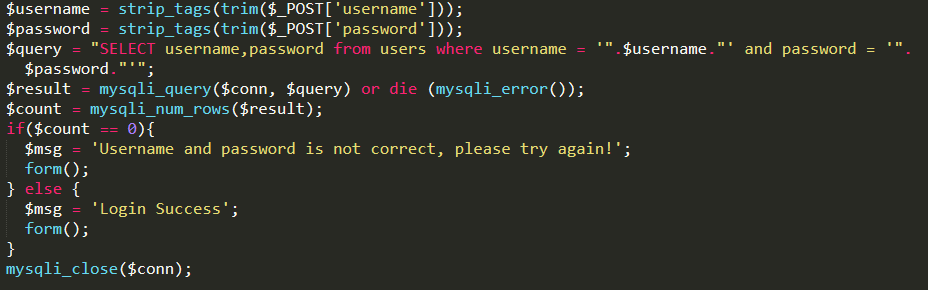 $username = strip_tags(trim($_POST['username']));
$password = strip_tags(trim($_POST['password']));
$query = "SELECT username,password from users where username = '".$username."' and password = '".
$password."'";
$result = mysqli_query($conn, $query) or die (mysqli_error());
$count = mysqli_num_rows($result);
if($count == 0){
$msg = 'Username and password is not correct, please try again!';
form();
} else {
$msg = 'Login Success';
form();
}
mysqli_close($conn);